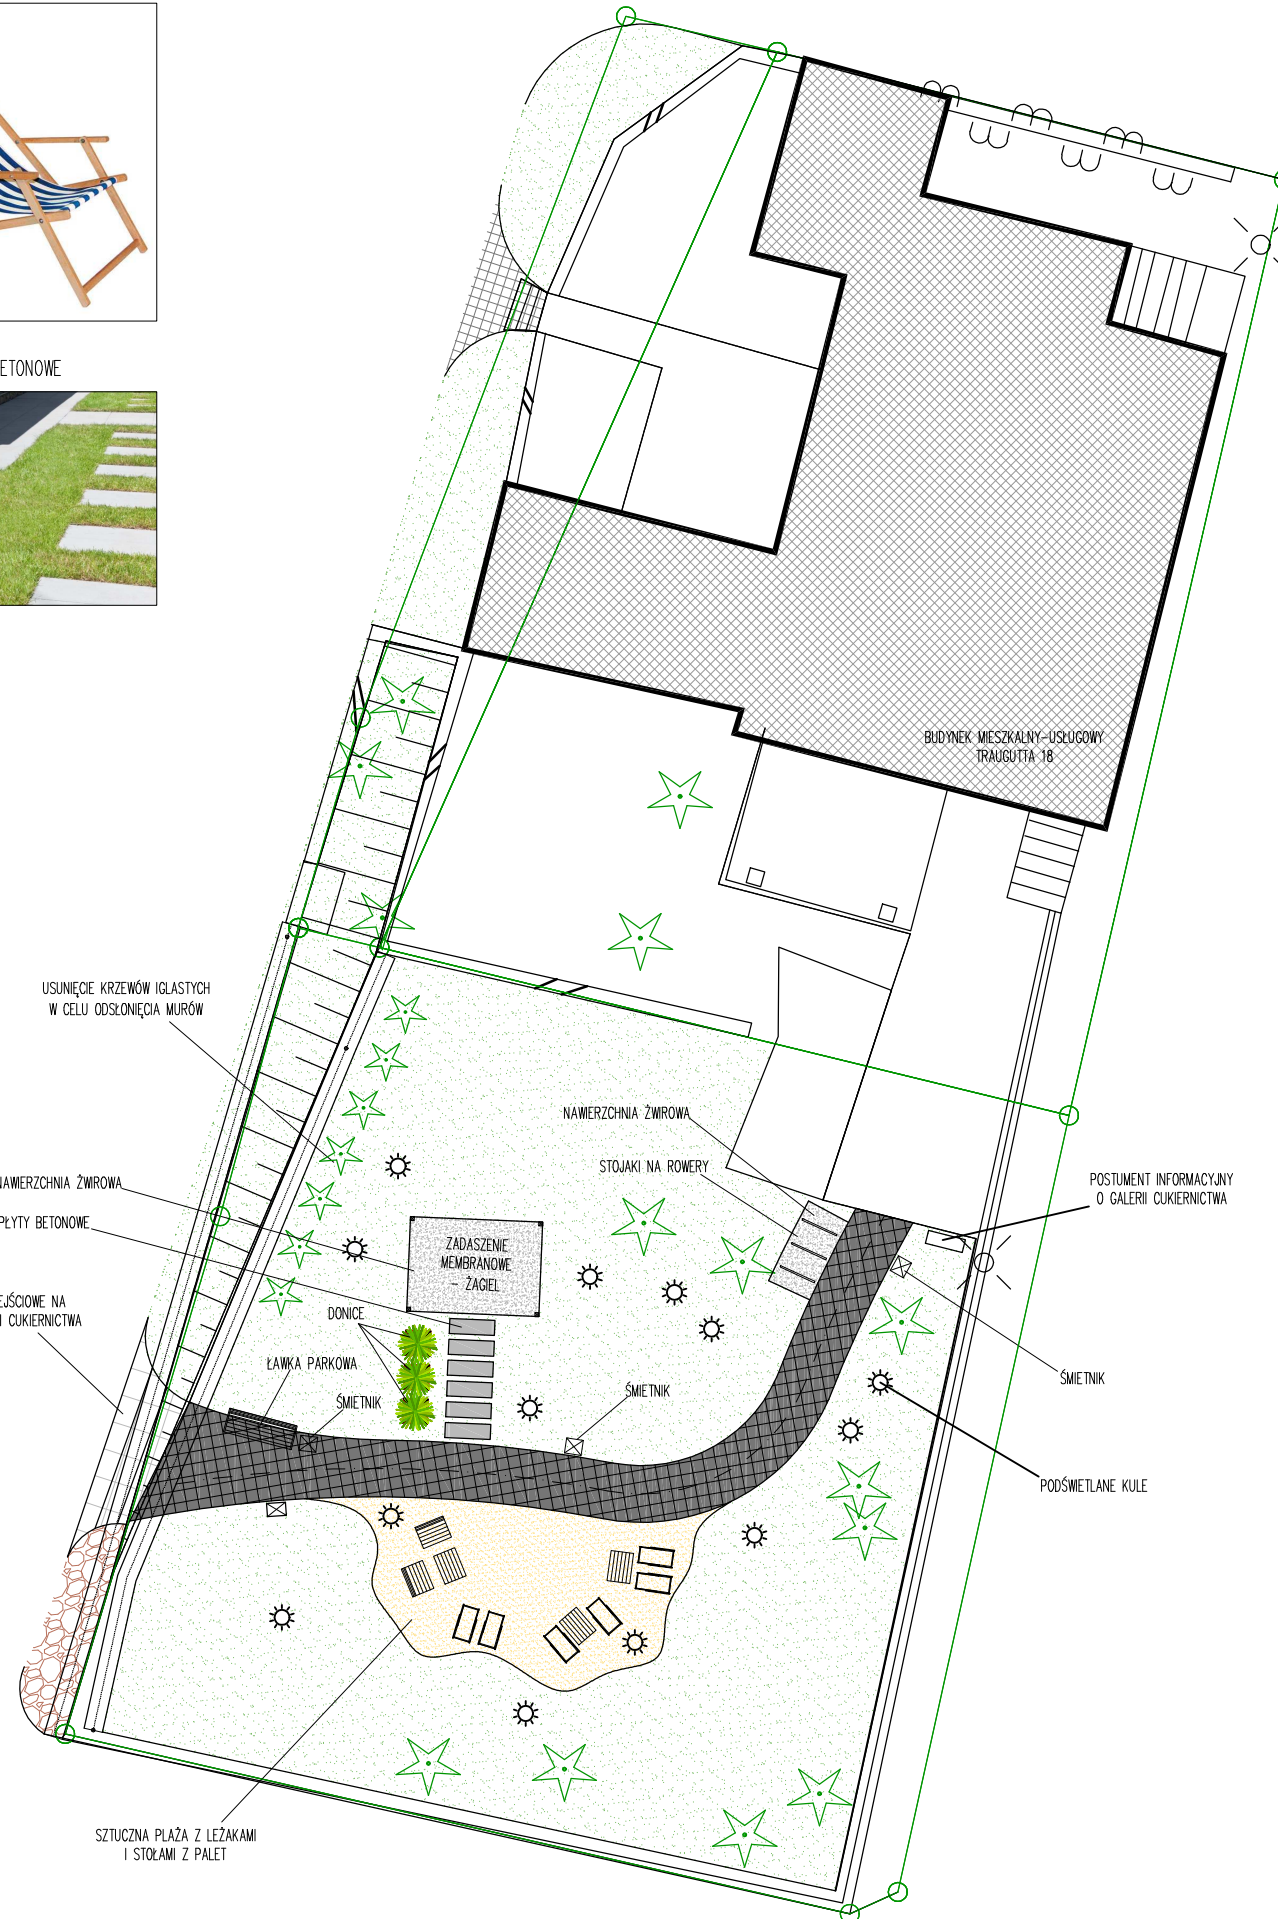 ETONOWE
BUDYNEK MIESZKALNY-USŁUGOWY
TRAUGUTTA 18
USUNIĘCIE KRZEWÓW IGLASTYCH
W CELU ODSŁONIĘCIA MURÓW
NAWIERZCHNIA ŻWIROWA
STOJAKI NA ROWERY
POSTUMENT INFORMACYJNY
O GALERII CUKIERNICTWA
NAWIERZCHNIA ŻWIROWA
PŁYTY BETONOWE
ZADASZENIE
MEMBRANOWE
- ŻAGIEL
EJŚCIOWE NA
I CUKIERNICTWA
DONICE
ŁAWKA PARKOWA
ŚMIETNIK
ŚMIETNIK
ŚMIETNIK
PODŚWIETLANE KULE
SZTUCZNA PLAŻA Z LEŻAKAMI
I STOŁAMI Z PALET